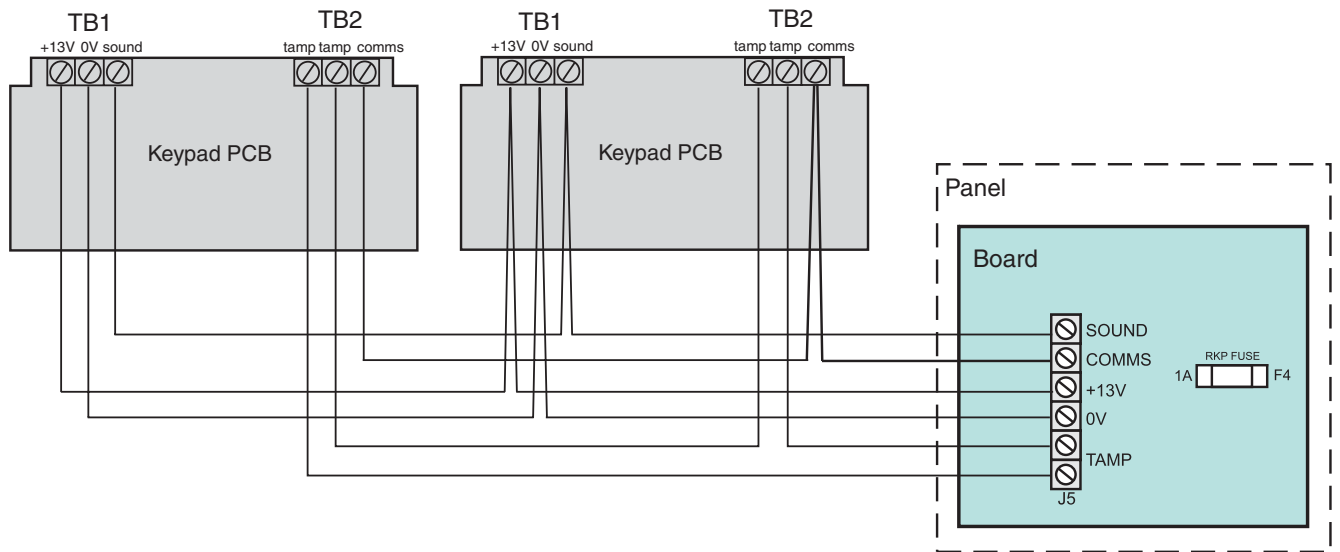 TB1
TB2
TB1
TB2
+13V 0V sound
tamp tamp comms
+13V 0V sound
tamp tamp comms
Keypad PCB
Keypad PCB
Panel
Board
SOUND
COMMS
+13V
0V
TAMP
J5
RKP FUSE
1A
F4